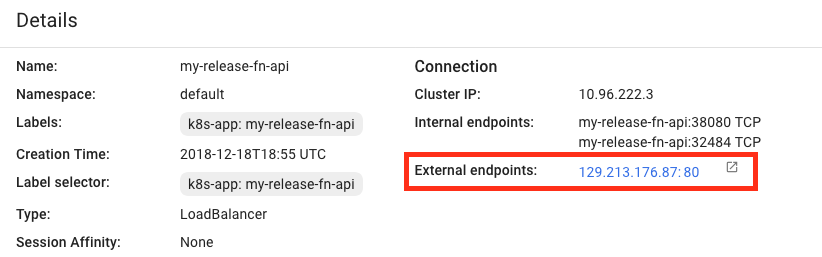 Details
Name: my-release-fn-api
Namespace: default
Labels: k8s-app: my-release-fn-api
Creation Time: 2018-12-18T18:55 UTC
Label selector: k8s-app: my-release-fn-api
Type: LoadBalancer
Session Affinity: None
Connection
Cluster IP: 10.96.222.3
Internal endpoints: my-release-fn-api:38080 TCP
my-release-fn-api:32484 TCP
External endpoints: 129.213.176.87:80